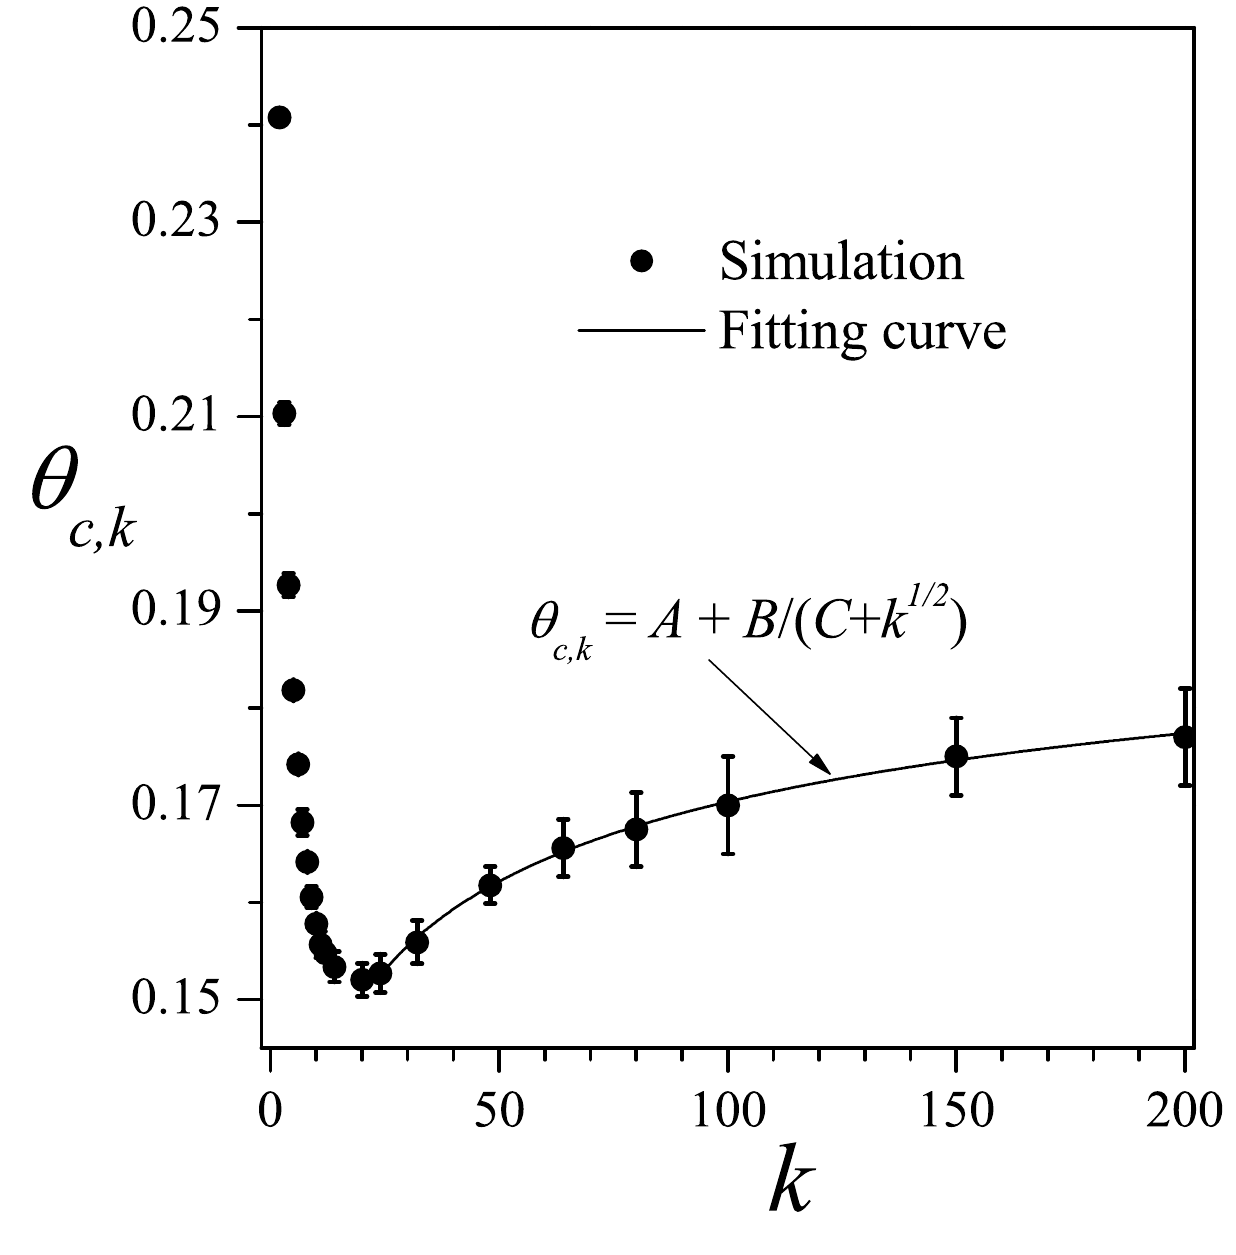 0.25
0.23
0.21
0.19
0.17
0.15
θc,k
Simulation
Fitting curve
θc,k = A + B/(C+k1/2)
0 50 100 150 200
k